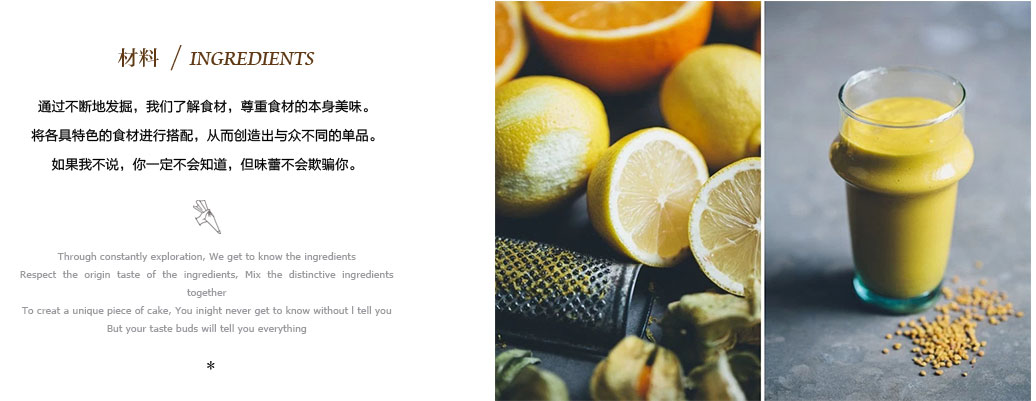 材料 / INGREDIENTS
通过不断地发掘，我们了解食材，尊重食材的本身美味。
将各具特色的食材进行搭配，从而创造出与众不同的单品。
如果我不说，你一定不会知道，但味蕾不会欺骗你。
Through constantly exploration, We get to know the ingredients
Respect the origin taste of the ingredients, Mix the distinctive ingredients
together
To creat a unique piece of cake, You inight never get to know without l tell you
But your taste buds will tell you everything
*